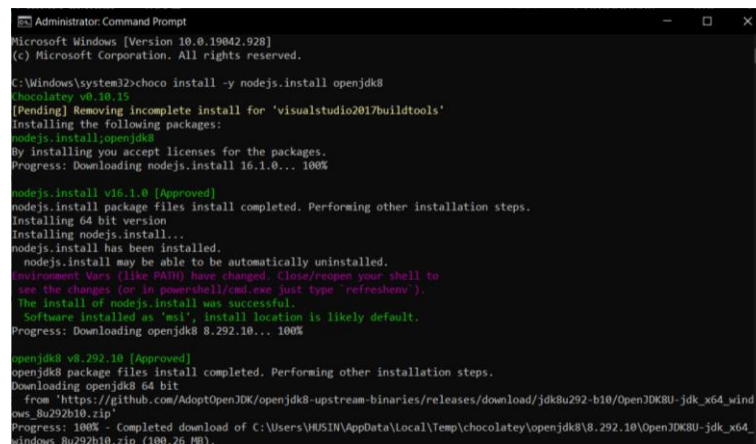 Administrator: Command Prompt
Microsoft Windows [Version 10.0.19042.928]
(c) Microsoft Corporation. All rights reserved.
C:\Windows\system32>choco install -y nodejs.install openjdk8
Chocolatey v0.10.15
[Pending] Removing incomplete install for 'visualstudio2017buildtools'
Installing the following packages:
nodejs.install;openjdk8
By installing you accept licenses for the packages.
Progress: Downloading nodejs.install 16.1.0... 100%
nodejs.install v16.1.0 [Approved]
nodejs.install package files install completed. Performing other installation steps.
Installing 64 bit version
Installing nodejs.install...
nodejs.install has been installed.
nodejs.install may be able to be automatically uninstalled.
Environment Vars (like PATH) have changed. Close/reopen your shell to
see the changes (or in powershell/cmd.exe just type `refreshenv`).
The install of nodejs.install was successful.
Software installed as 'msi', install location is likely default.
Progress: Downloading openjdk8 8.292.10... 100%
openjdk8 v8.292.10 [Approved]
openjdk8 package files install completed. Performing other installation steps.
Downloading openjdk8 64 bit
from 'https://github.com/AdoptOpenJDK/openjdk8-upstream-binaries/releases/download/jdk8u292-b10/OpenJDK8U-jdk_x64_wind
ows_8u292b10.zip'
Progress: 100% - Completed download of C:\Users\HUSIN\AppData\Local\Temp\chocolatey\openjdk8\8.292.10\OpenJDK8U-jdk_x64_
windows_8u292b10.zip (100.26 MB).